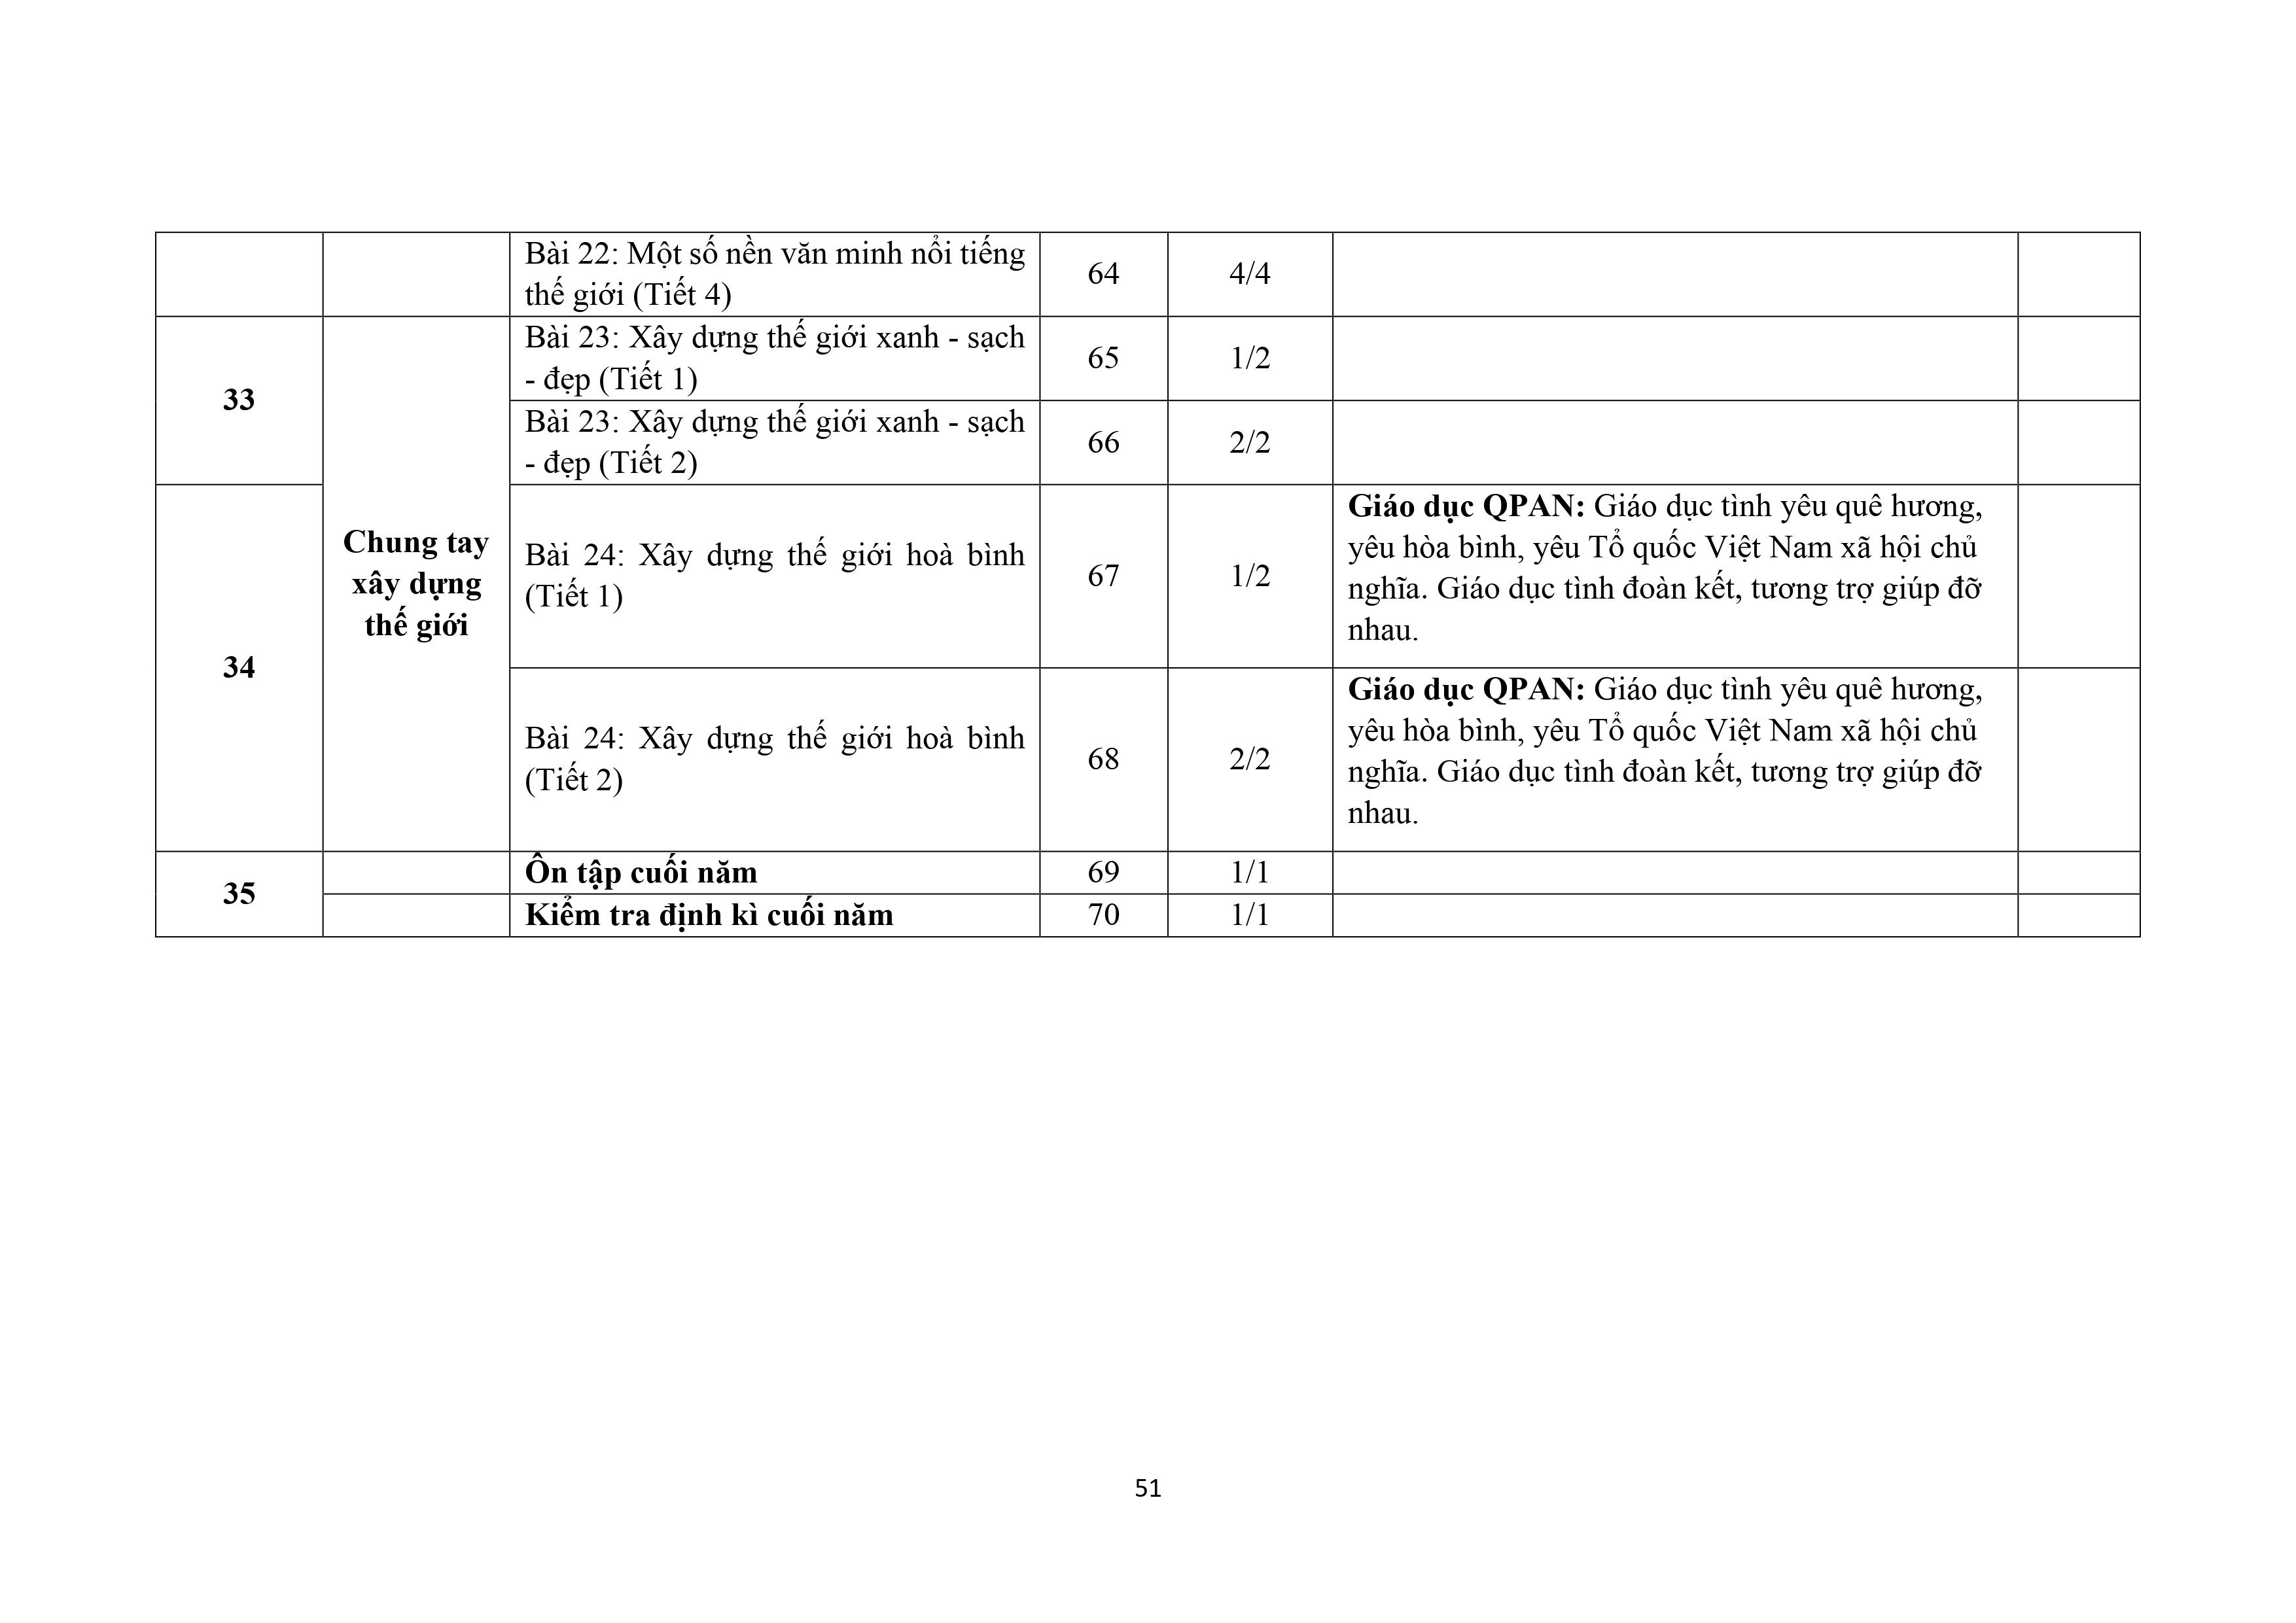 Bài 22: Một số nền văn minh nổi tiếng
thế giới (Tiết 4)
64
4/4
33
Chung tay
xây dựng
thế giới
Bài 23: Xây dựng thế giới xanh - sạch
- đẹp (Tiết 1)
65
1/2
Bài 23: Xây dựng thế giới xanh - sạch
- đẹp (Tiết 2)
66
2/2
34
Bài 24: Xây dựng thế giới hoà bình
(Tiết 1)
67
1/2
Giáo dục QPAN: Giáo dục tình yêu quê hương,
yêu hòa bình, yêu Tổ quốc Việt Nam xã hội chủ
nghĩa. Giáo dục tình đoàn kết, tương trợ giúp đỡ
nhau.
Bài 24: Xây dựng thế giới hoà bình
(Tiết 2)
68
2/2
Giáo dục QPAN: Giáo dục tình yêu quê hương,
yêu hòa bình, yêu Tổ quốc Việt Nam xã hội chủ
nghĩa. Giáo dục tình đoàn kết, tương trợ giúp đỡ
nhau.
35
Ôn tập cuối năm
69
1/1
Kiểm tra định kì cuối năm
70
1/1
51